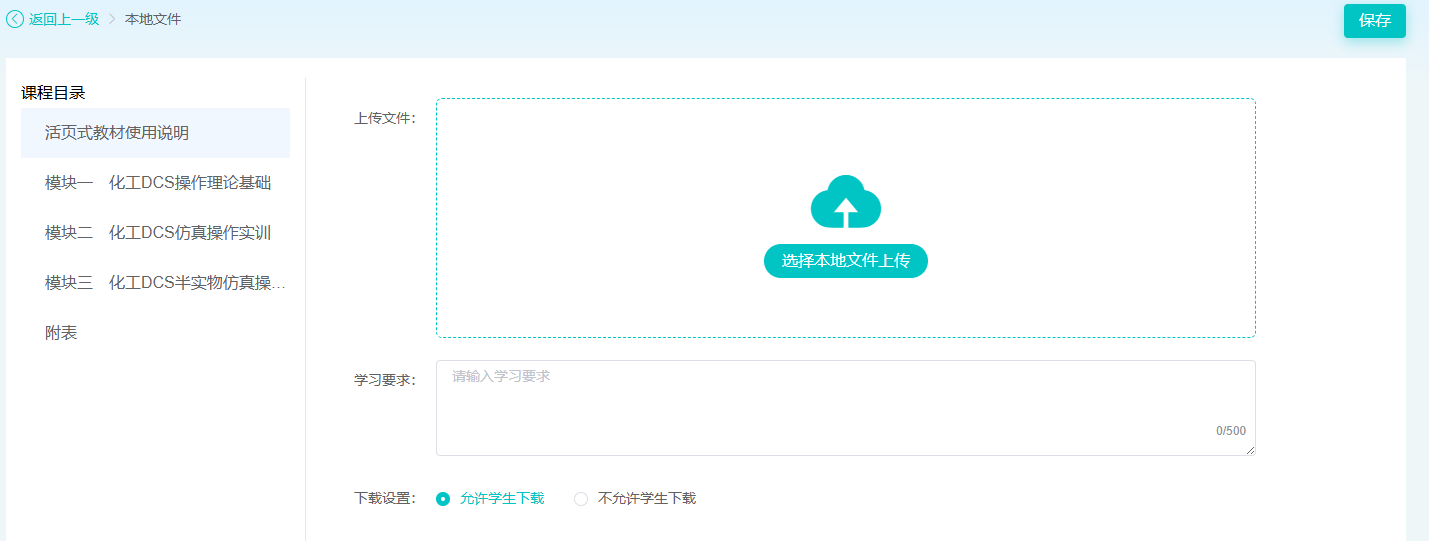 返回上一级 > 本地文件
保存
课程目录
活页式教材使用说明
模块一 化工DCS操作理论基础
模块二 化工DCS仿真操作实训
模块三 化工DCS半实物仿真操...
附表
上传文件：
选择本地文件上传
学习要求：
请输入学习要求
0/500
下载设置：
允许学生下载
不允许学生下载